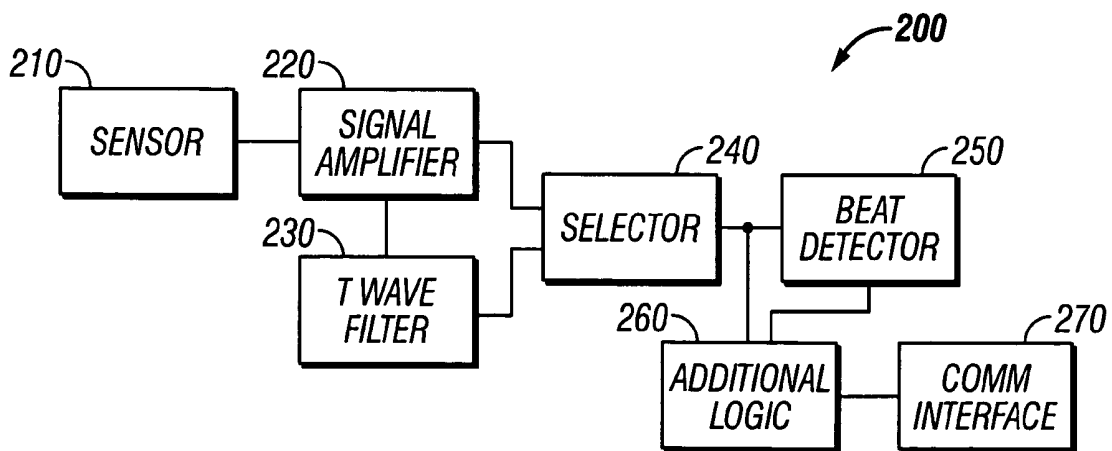 200
210
SENSOR
220
SIGNAL
AMPLIFIER
230
T WAVE
FILTER
240
SELECTOR
250
BEAT
DETECTOR
260
ADDITIONAL
LOGIC
270
COMM
INTERFACE